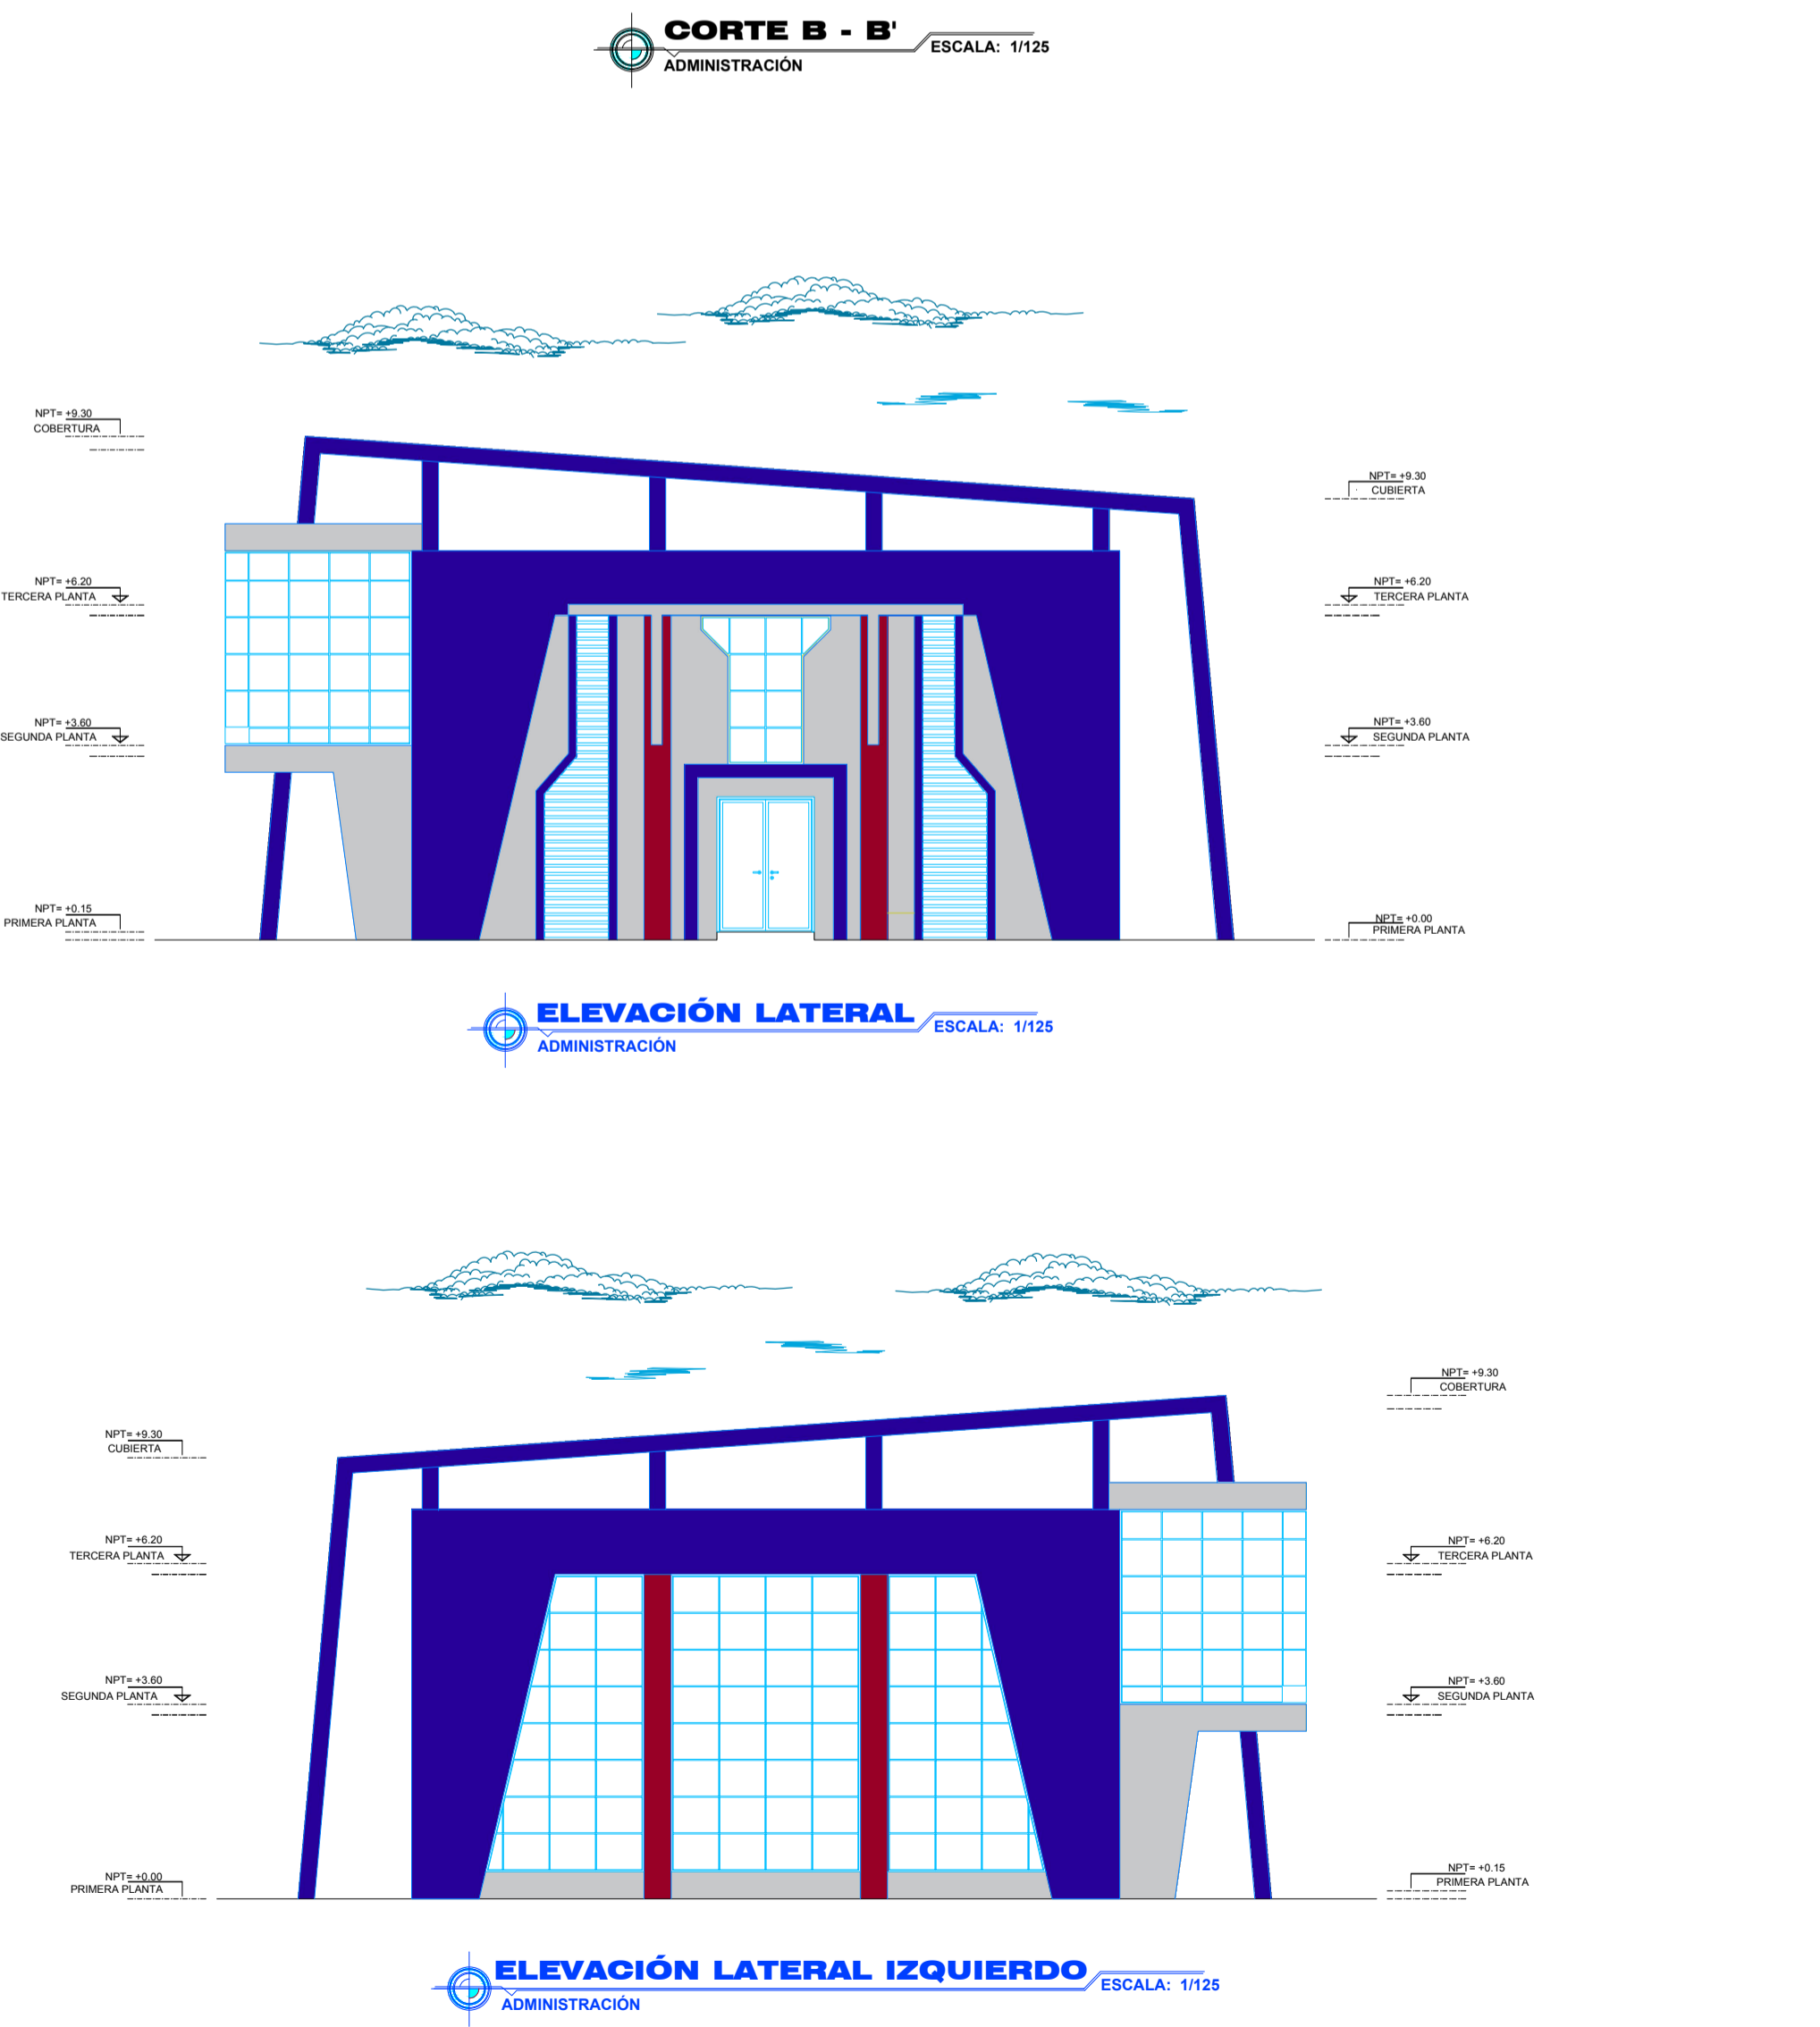 CORTE B - B'
ESCALA: 1/125
ADMINISTRACIÓN
NPT= +9.30
COBERTURA
NPT= +9.30
CUBIERTA
NPT= +6.20
TERCERA PLANTA
NPT= +6.20
TERCERA PLANTA
NPT= +3.60
SEGUNDA PLANTA
NPT= +3.60
SEGUNDA PLANTA
NPT= +0.15
PRIMERA PLANTA
NPT= +0.00
PRIMERA PLANTA
ELEVACIÓN LATERAL
ESCALA: 1/125
ADMINISTRACIÓN
NPT= +9.30
COBERTURA
NPT= +9.30
CUBIERTA
NPT= +6.20
TERCERA PLANTA
NPT= +6.20
TERCERA PLANTA
NPT= +3.60
SEGUNDA PLANTA
NPT= +3.60
SEGUNDA PLANTA
NPT= +0.00
PRIMERA PLANTA
NPT= +0.15
PRIMERA PLANTA
ELEVACIÓN LATERAL IZQUIERDO
ESCALA: 1/125
ADMINISTRACIÓN